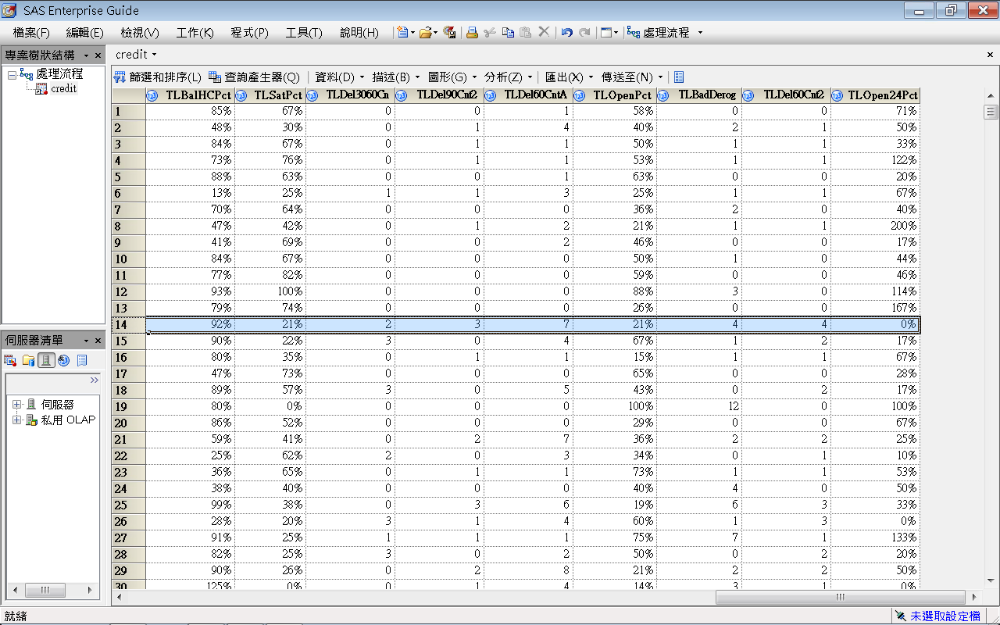 SAS Enterprise Guide
檔案(F) 編輯(E) 檢視(V) 工作(K) 程式(P) 工具(T) 說明(H) 處理流程
專案樹狀結構
處理流程
credit
credit
篩選和排序(L) 查詢產生器(Q) 資料(D) 描述(B) 圖形(G) 分析(Z) 匯出(X) 傳送至(N)
TLBalHCPct TLSatPct TLDel3060Cn TLDel90Cnt2 TLDel60CntA TLOpenPct TLBadDerog TLDel60Cnt2 TLOpen24Pct
1 85% 67% 0 0 1 58% 0 0 71%
2 48% 30% 0 1 4 40% 2 1 50%
3 84% 67% 0 1 1 50% 1 1 33%
4 73% 76% 0 1 1 53% 1 1 122%
5 88% 63% 0 0 1 63% 0 0 20%
6 13% 25% 1 1 3 25% 1 1 67%
7 70% 64% 0 0 0 36% 2 0 40%
8 47% 42% 0 1 2 21% 1 1 200%
9 41% 69% 0 0 2 46% 0 0 17%
10 84% 67% 0 0 0 50% 1 0 44%
11 77% 82% 0 0 0 59% 0 0 46%
12 93% 100% 0 0 0 88% 3 0 114%
13 79% 74% 0 0 0 26% 0 0 167%
14 92% 21% 2 3 7 21% 4 4 0%
15 90% 22% 3 0 4 67% 1 2 17%
16 80% 35% 0 1 1 15% 1 1 67%
17 47% 73% 0 0 0 65% 0 0 28%
18 89% 57% 3 0 5 43% 0 2 17%
19 80% 0% 0 0 0 100% 12 0 100%
20 86% 52% 0 0 0 29% 0 0 67%
21 59% 41% 0 2 7 36% 2 2 25%
22 25% 62% 2 0 3 34% 0 1 10%
23 36% 65% 0 1 1 73% 1 1 53%
24 38% 40% 0 0 0 40% 4 0 50%
25 99% 38% 0 3 6 19% 6 3 33%
26 28% 20% 3 1 4 60% 1 3 0%
27 91% 25% 1 1 1 75% 7 1 133%
28 82% 25% 3 0 2 50% 0 2 20%
29 90% 26% 0 2 8 21% 2 2 50%
30 125% 0% 0 1 4 14% 3 1 0%
伺服器清單
伺服器
私用 OLAP
就緒
未選取設定檔